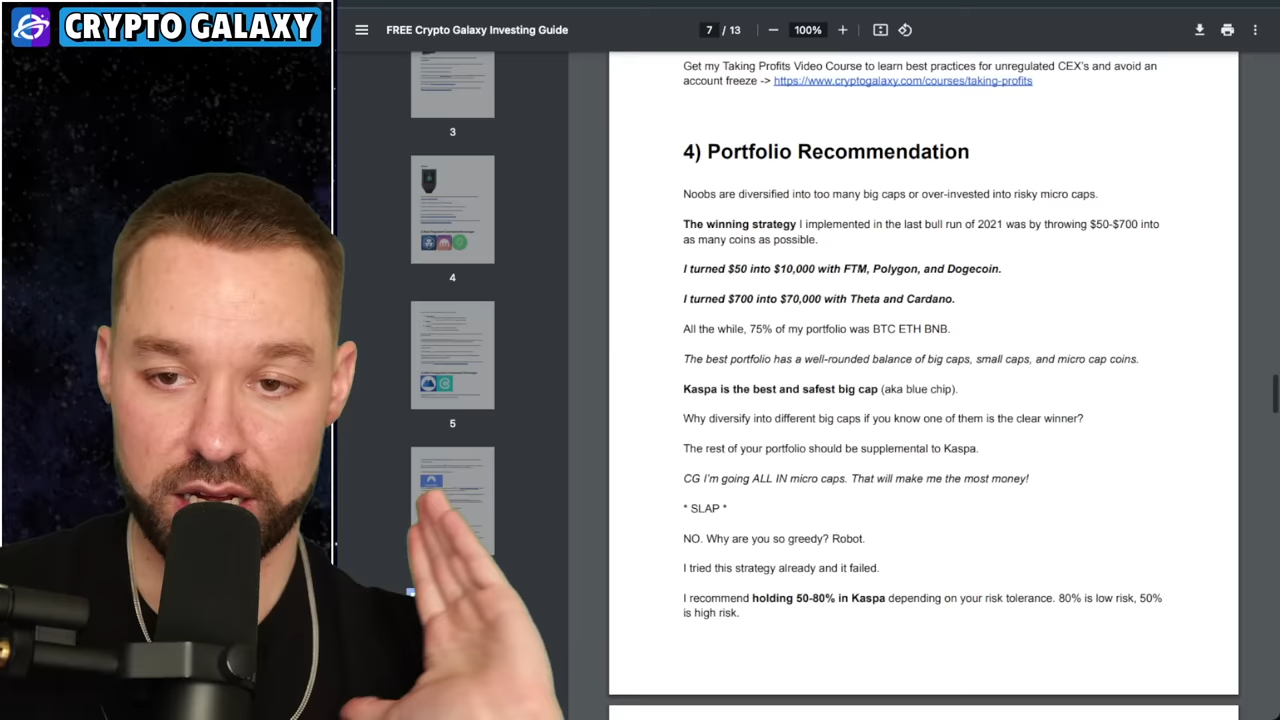 CRYPTO GALAXY
FREE Crypto Galaxy Investing Guide
7 / 13
100%
3
4
5
Get my Taking Profits Video Course to learn best practices for unregulated CEX's and avoid an
account freeze -> https://www.cryptogalaxy.com/courses/taking-profits
4) Portfolio Recommendation
Noobs are diversified into too many big caps or over-invested into risky micro caps.
The winning strategy I implemented in the last bull run of 2021 was by throwing $50-$700 into
as many coins as possible.
I turned $50 into $10,000 with FTM, Polygon, and Dogecoin.
I turned $700 into $70,000 with Theta and Cardano.
All the while, 75% of my portfolio was BTC ETH BNB.
The best portfolio has a well-rounded balance of big caps, small caps, and micro cap coins.
Kaspa is the best and safest big cap (aka blue chip).
Why diversify into different big caps if you know one of them is the clear winner?
The rest of your portfolio should be supplemental to Kaspa.
CG I'm going ALL IN micro caps. That will make me the most money!
* SLAP *
NO. Why are you so greedy? Robot.
I tried this strategy already and it failed.
I recommend holding 50-80% in Kaspa depending on your risk tolerance. 80% is low risk, 50%
is high risk.